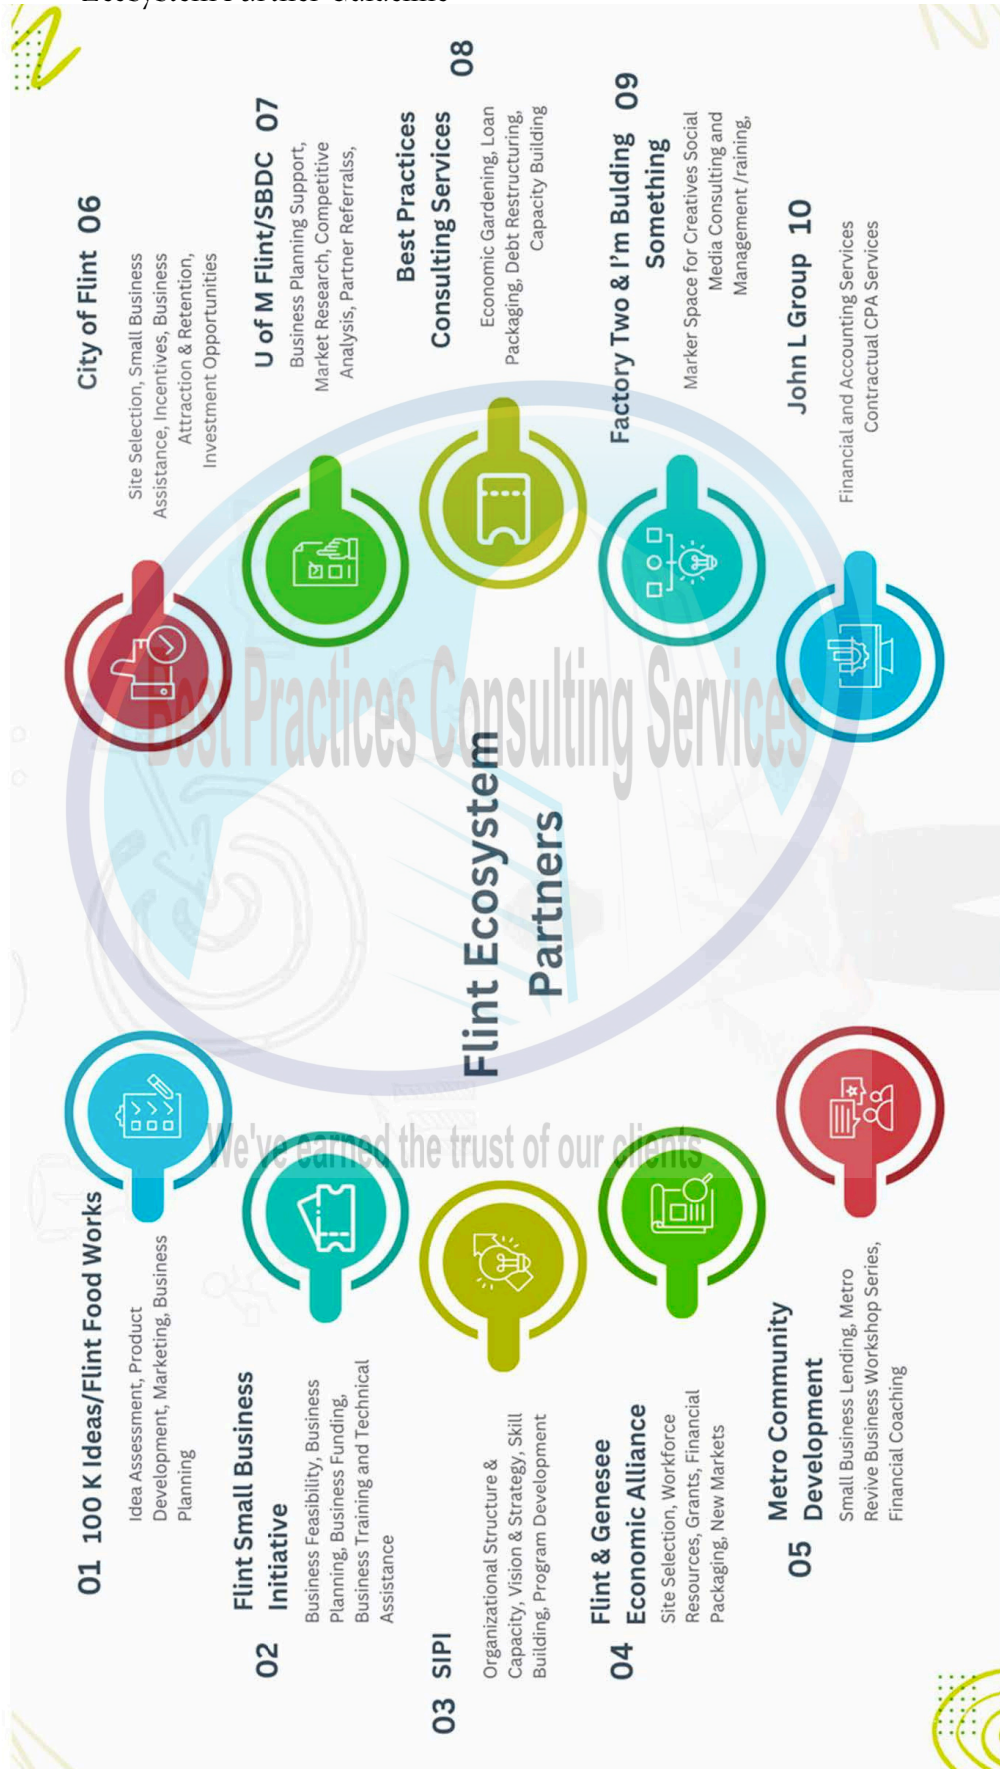 Ecosystem Partner Guideline
Flint Ecosystem
Partners
01 100 K Ideas/Flint Food Works
Idea Assessment, Product
Development, Marketing, Business
Planning
02 Flint Small Business
Initiative
Business Feasibility, Business
Planning, Business Funding,
Business Training and Technical
Assistance
03 SIPI
Organizational Structure &
Capacity, Vision & Strategy, Skill
Building, Program Development
04 Flint & Genesee
Economic Alliance
Site Selection, Workforce
Resources, Grants, Financial
Packaging, New Markets
05 Metro Community
Development
Small Business Lending, Metro
Revive Business Workshop Series,
Financial Coaching
City of Flint 06
Site Selection, Small Business
Assistance, Incentives, Business
Attraction & Retention,
Investment Opportunities
U of M Flint/SBDC 07
Business Planning Support,
Market Research, Competitive
Analysis, Partner Referralss,
Best Practices
Consulting Services 08
Economic Gardening, Loan
Packaging, Debt Restructuring,
Capacity Building
Factory Two & I'm Bulding 09
Something
Marker Space for Creatives Social
Media Consulting and
Management /raining,
John L Group 10
Financial and Accounting Services
Contractual CPA Services
Best Practices Consulting Services
We've earned the trust of our clients